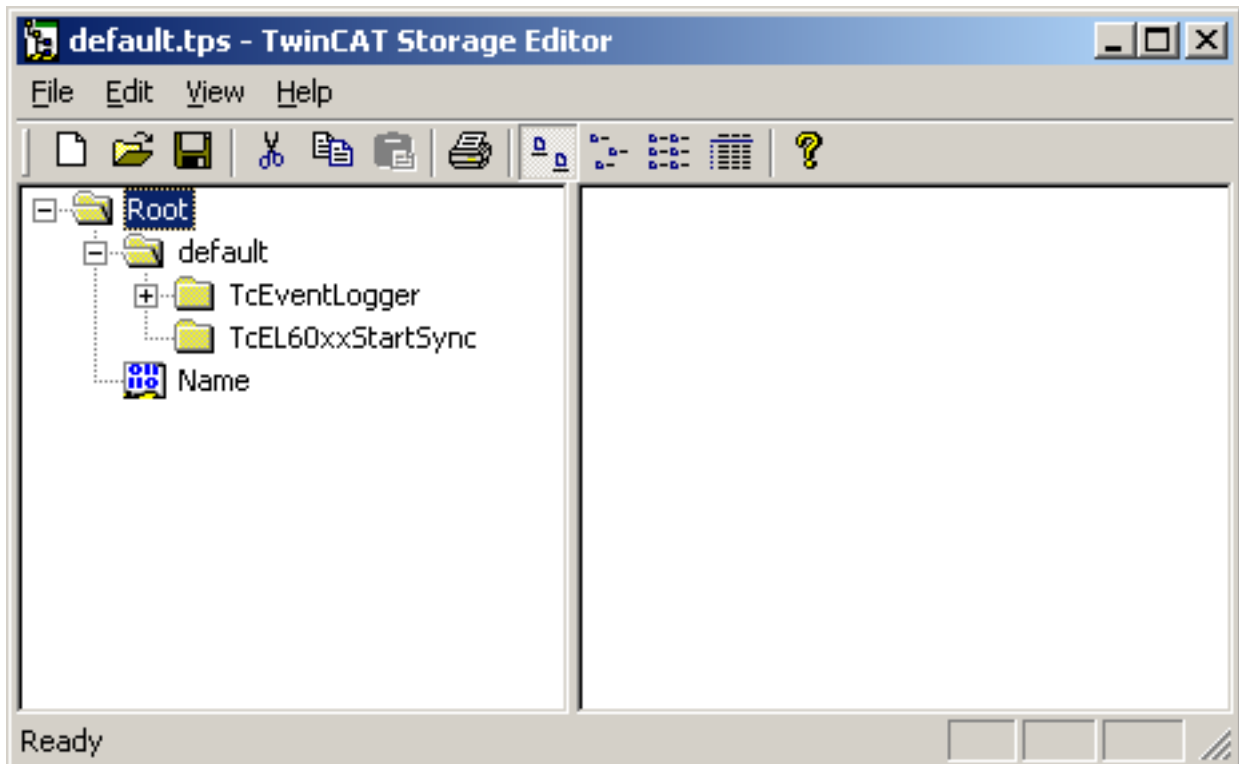 default.tps - TwinCAT Storage Editor
File Edit View Help
Root
default
TcEventLogger
TcEL60xxStartSync
Name
Ready